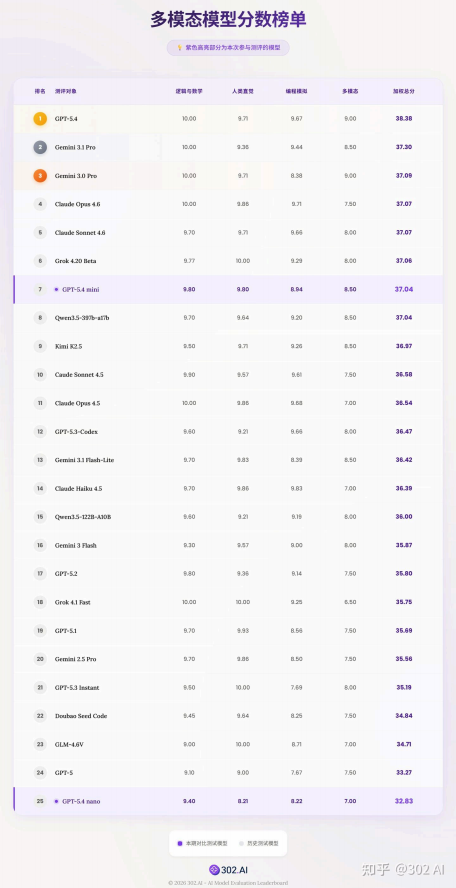 多模态模型分数榜单
💡 紫色高亮部分为本次参与测评的模型
排名 测评对象 逻辑与数学 人类直觉 编程模拟 多模态 加权总分
1 GPT-5.4 10.00 9.71 9.67 9.00 38.38
2 Gemini 3.1 Pro 10.00 9.36 9.44 8.50 37.30
3 Gemini 3.0 Pro 10.00 9.71 8.38 9.00 37.09
4 Claude Opus 4.6 10.00 9.86 9.71 7.50 37.07
5 Claude Sonnet 4.6 9.70 9.71 9.66 8.00 37.07
6 Grok 4.20 Beta 9.77 10.00 9.29 8.00 37.06
7 GPT-5.4 mini 9.80 9.80 8.94 8.50 37.04
8 Qwen3.5-397b-a17b 9.70 9.64 9.20 8.50 37.04
9 Kimi K2.5 9.50 9.71 9.26 8.50 36.97
10 Caude Sonnet 4.5 9.90 9.57 9.61 7.50 36.58
11 Claude Opus 4.5 10.00 9.86 9.68 7.00 36.54
12 GPT-5.3-Codex 9.60 9.21 9.66 8.00 36.47
13 Gemini 3.1 Flash-Lite 9.70 9.83 8.39 8.50 36.42
14 Claude Haiku 4.5 9.70 9.86 9.83 7.00 36.39
15 Qwen3.5-122B-A10B 9.60 9.21 9.19 8.00 36.00
16 Gemini 3 Flash 9.30 9.57 9.00 8.00 35.87
17 GPT-5.2 9.80 9.36 9.14 7.50 35.80
18 Grok 4.1 Fast 10.00 10.00 9.25 6.50 35.75
19 GPT-5.1 9.70 9.93 8.56 7.50 35.69
20 Gemini 2.5 Pro 9.70 9.86 8.50 7.50 35.56
21 GPT-5.3 Instant 9.50 10.00 7.69 8.00 35.19
22 Doubao Seed Code 9.45 9.64 8.25 7.50 34.84
23 GLM-4.6V 9.00 10.00 8.71 7.00 34.71
24 GPT-5 9.10 9.00 7.67 7.50 33.27
25 GPT-5.4 nano 9.40 8.21 8.22 7.00 32.83
本期对比测试模型 历史测试模型
302.AI
© 2026 302.AI - AI Model Evaluation Leaderboard
知乎 @302 AI